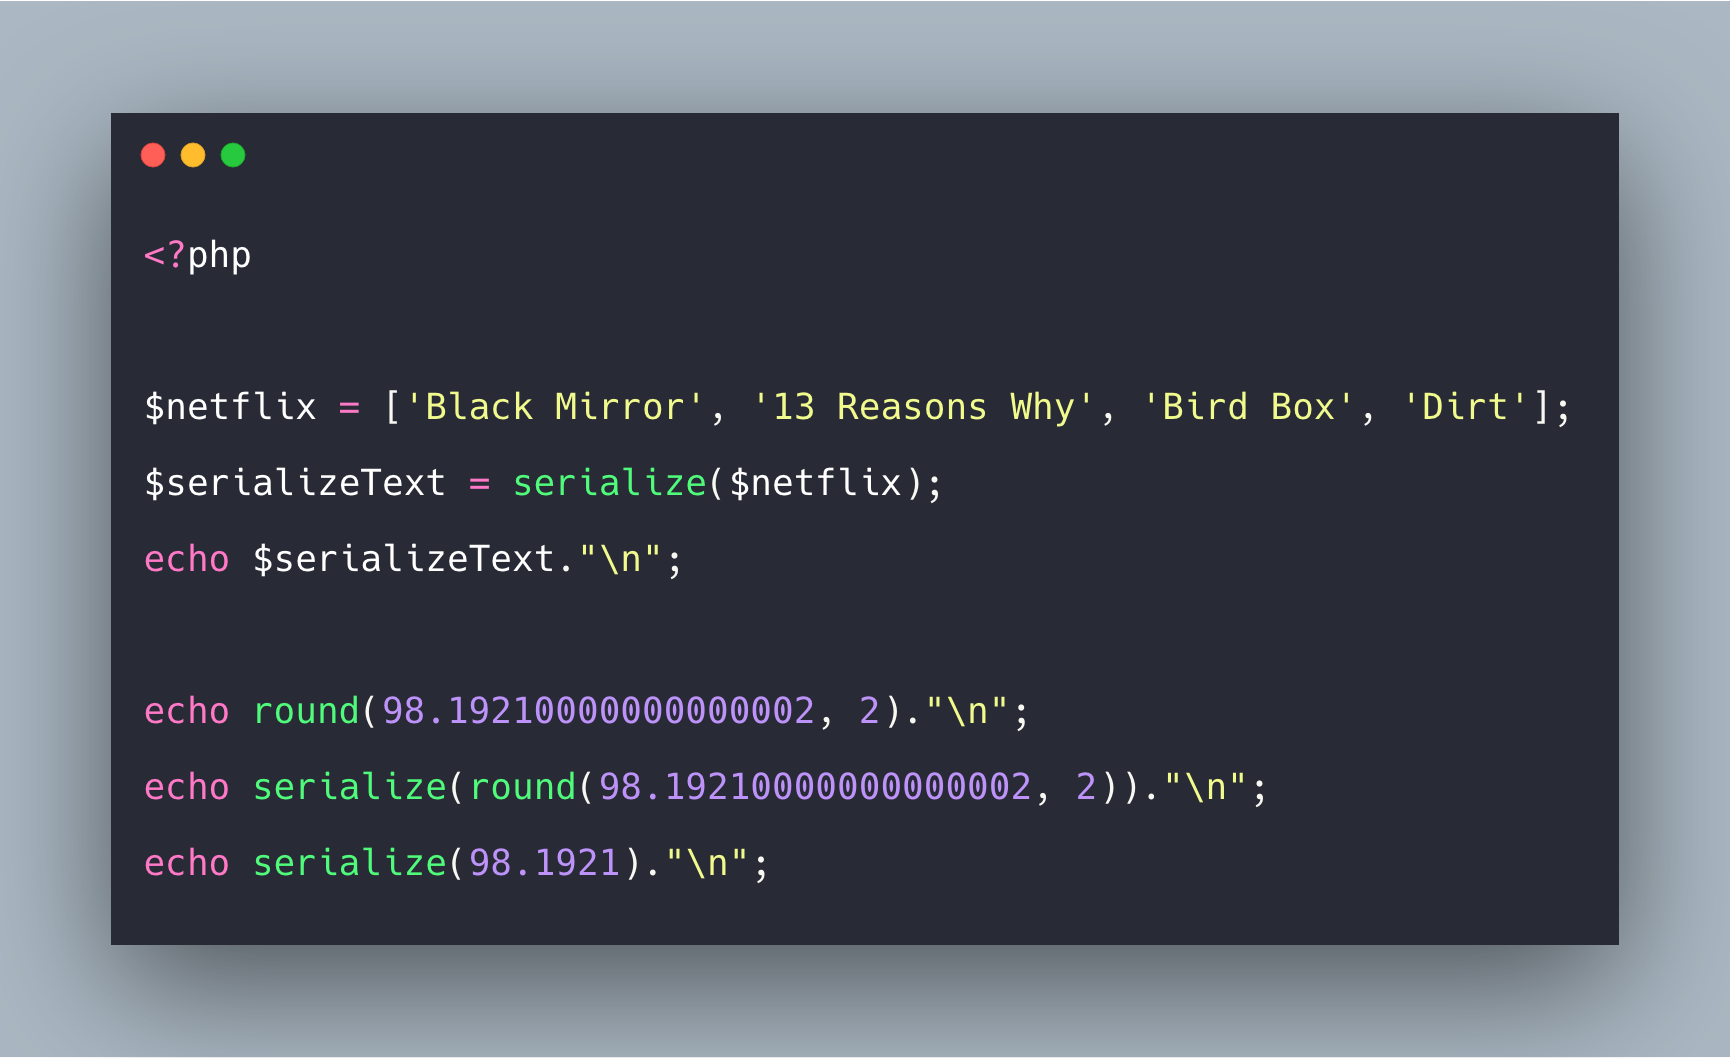 <?php
$netflix = ['Black Mirror', '13 Reasons Why', 'Bird Box', 'Dirt'];
$serializeText = serialize($netflix);
echo $serializeText."\n";
echo round(98.19210000000000002, 2)."\n";
echo serialize(round(98.19210000000000002, 2))."\n";
echo serialize(98.1921)."\n";